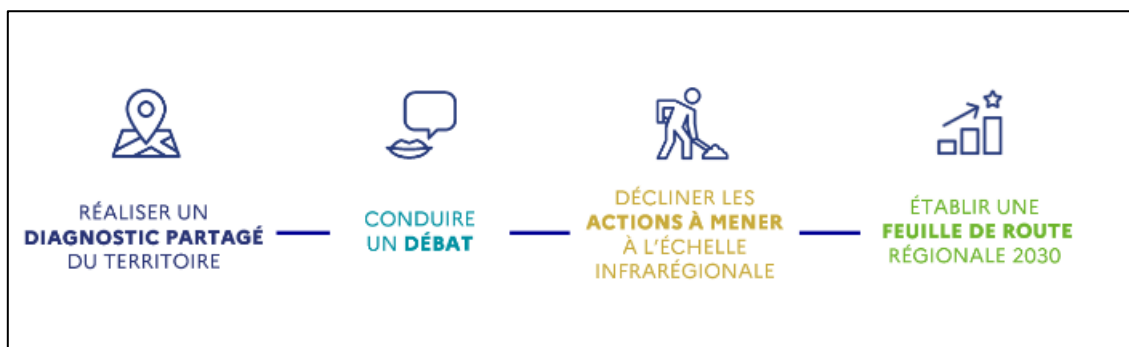 RÉALISER UN
DIAGNOSTIC PARTAGÉ
DU TERRITOIRE
CONDUIRE
UN DÉBAT
DÉCLINER LES
ACTIONS À MENER
À L'ÉCHELLE
INFRARÉGIONALE
ÉTABLIR UNE
FEUILLE DE ROUTE
RÉGIONALE 2030